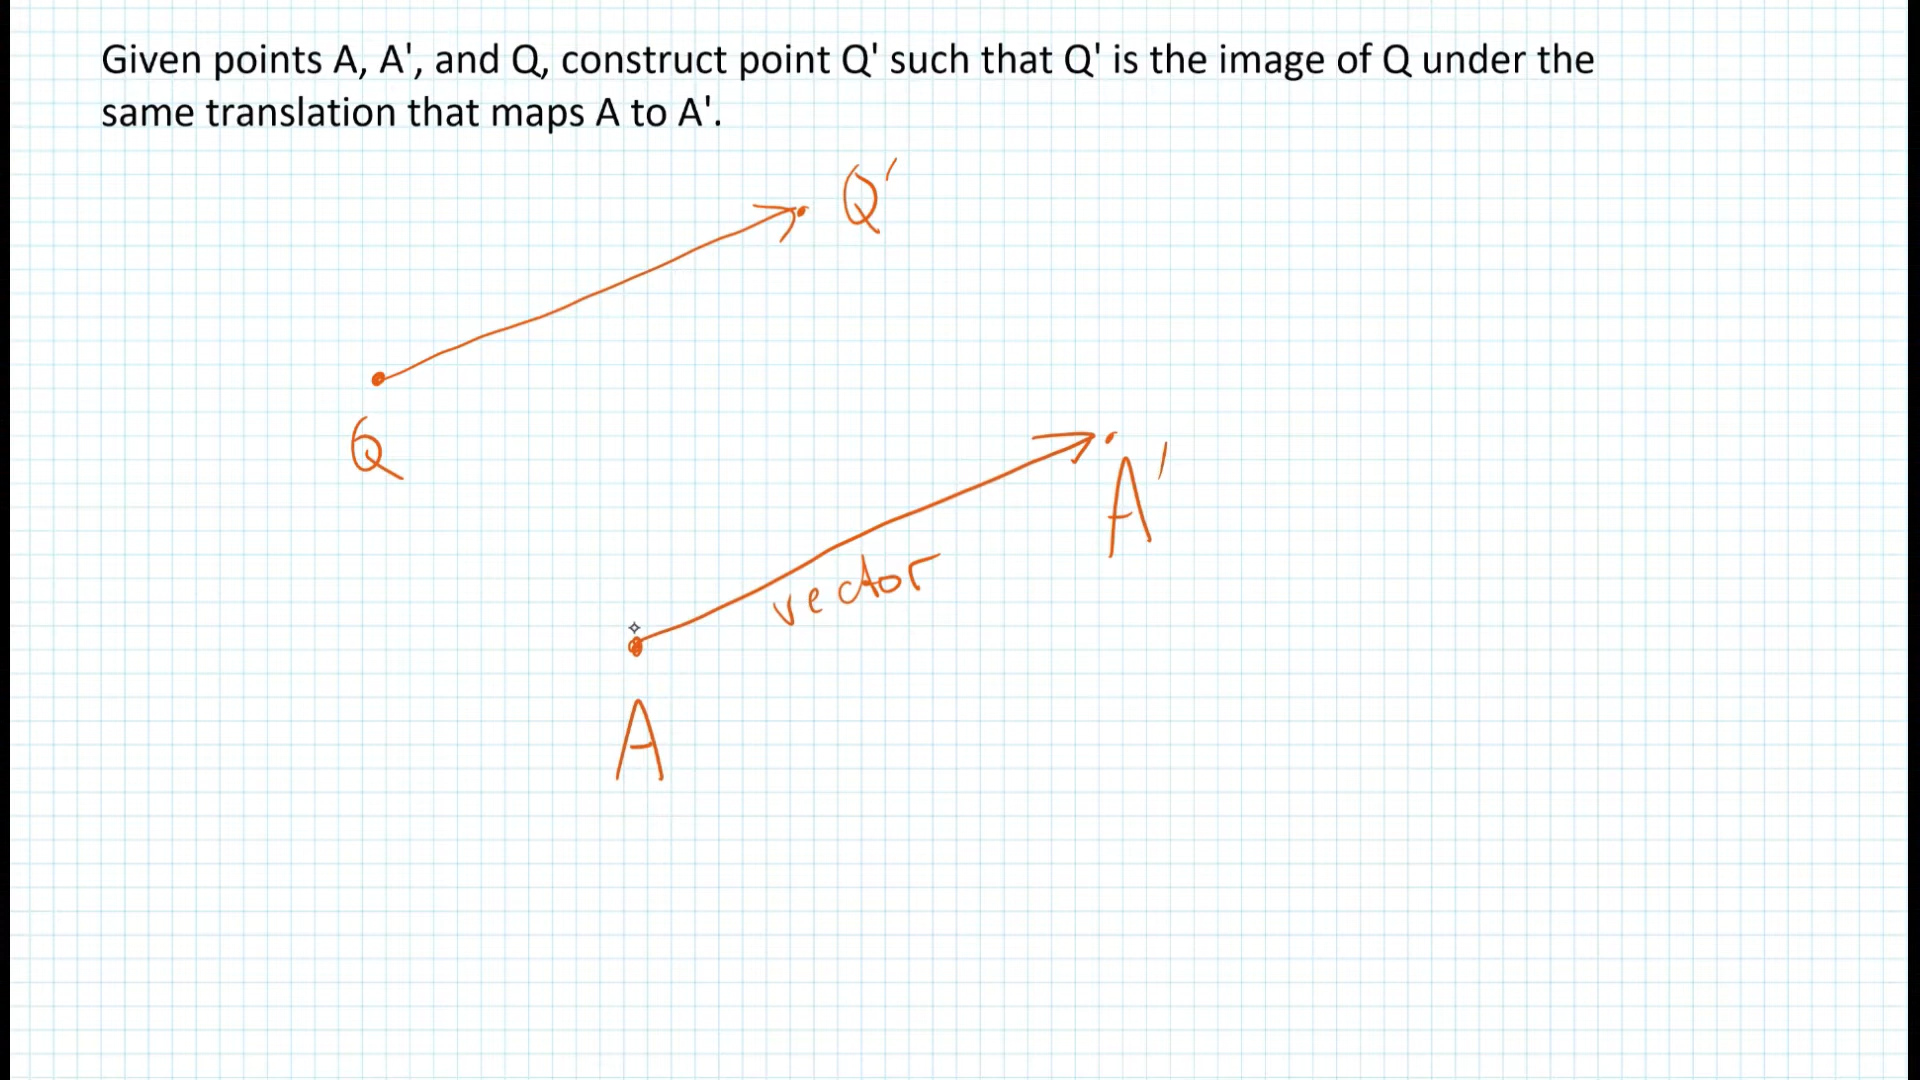 Given points A, A', and Q, construct point Q' such that Q' is the image of Q under the
same translation that maps A to A'.
Q'
Q
A'
vector
A